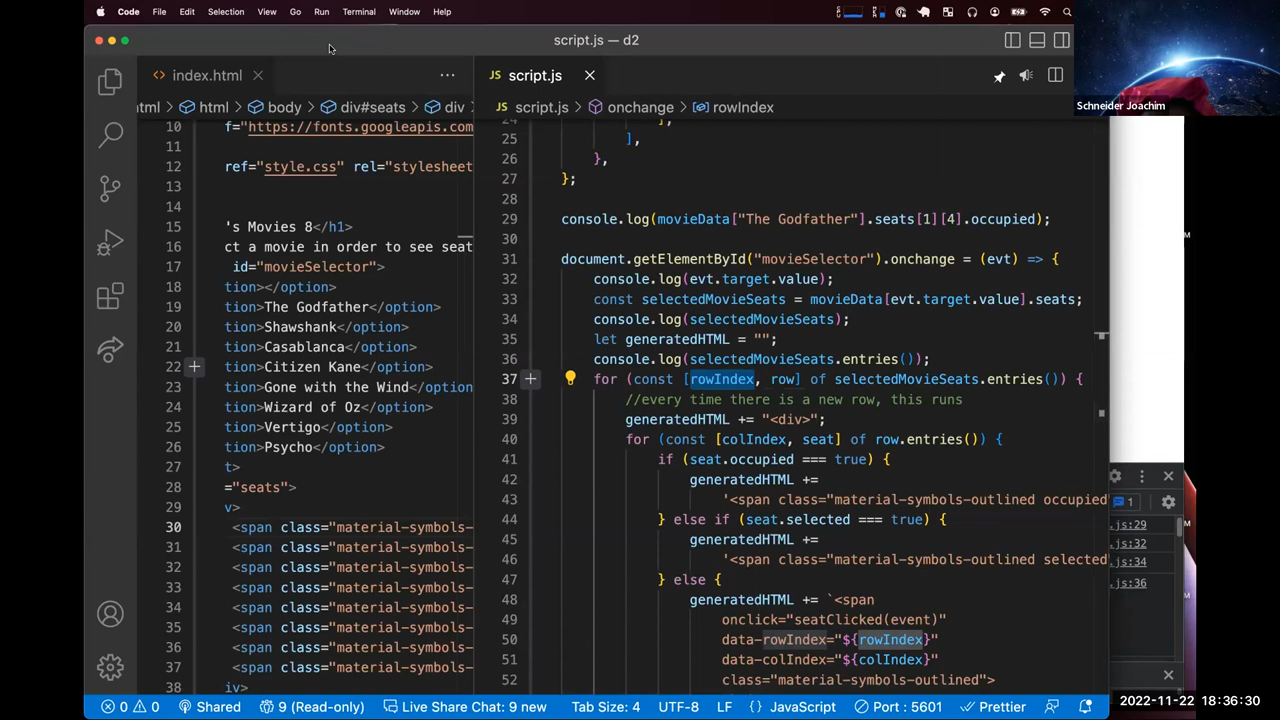 Code File Edit Selection View Go Run Terminal Window Help
script.js — d2
index.html
JS script.js
html > html > body > div#seats > div
JS script.js > onchange > rowIndex
10 f="https://fonts.googleapis.com
11
12 ref="style.css" rel="stylesheet
13
14
15 's Movies 8</h1>
16 ct a movie in order to see seat
17 id="movieSelector">
18 tion></option>
19 tion>The Godfather</option>
20 tion>Shawshank</option>
21 tion>Casablanca</option>
22 tion>Citizen Kane</option>
23 tion>Gone with the Wind</option
24 tion>Wizard of Oz</option>
25 tion>Vertigo</option>
26 tion>Psycho</option>
27 t>
28 ="seats">
29 v>
30 <span class="material-symbols-
31 <span class="material-symbols-
32 <span class="material-symbols-
33 <span class="material-symbols-
34 <span class="material-symbols-
35 <span class="material-symbols-
36 <span class="material-symbols-
37 <span class="material-symbols-
38 iv>
24 ],
25 ],
26 },
27 };
28
29 console.log(movieData["The Godfather"].seats[1][4].occupied);
30
31 document.getElementById("movieSelector").onchange = (evt) => {
32 console.log(evt.target.value);
33 const selectedMovieSeats = movieData[evt.target.value].seats;
34 console.log(selectedMovieSeats);
35 let generatedHTML = "";
36 console.log(selectedMovieSeats.entries());
37 for (const [rowIndex, row] of selectedMovieSeats.entries()) {
38 //every time there is a new row, this runs
39 generatedHTML += "<div>";
40 for (const [colIndex, seat] of row.entries()) {
41 if (seat.occupied === true) {
42 generatedHTML +=
43 '<span class="material-symbols-outlined occupied
44 } else if (seat.selected === true) {
45 generatedHTML +=
46 '<span class="material-symbols-outlined selected
47 } else {
48 generatedHTML += `<span
49 onclick="seatClicked(event)"
50 data-rowIndex="${rowIndex}"
51 data-colIndex="${colIndex}"
52 class="material-symbols-outlined">
Schneider Joachim
M
1
.js:29
.js:32
.js:34
.js:36
M
0 0 Shared 9 (Read-only) Live Share Chat: 9 new Tab Size: 4 UTF-8 LF JavaScript Port : 5601 Prettier
2022-11-22 18:36:30